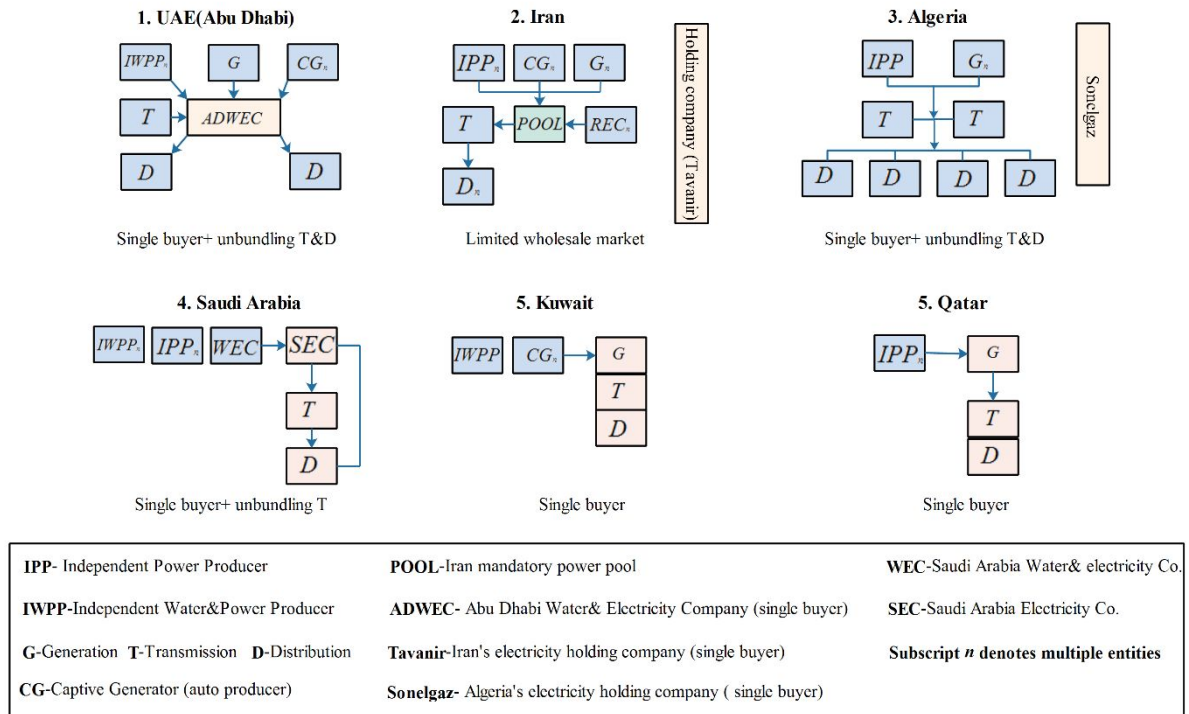 1. UAE(Abu Dhabi)
IWPPn
G
CGn
T
ADWEC
D
D
Single buyer+ unbundling T&D
2. Iran
IPPn
CGn
Gn
T
POOL
RECn
Dn
Holding company (Tavanir)
Limited wholesale market
3. Algeria
IPP
Gn
T
T
D
D
D
D
Sonelgaz
Single buyer+ unbundling T&D
4. Saudi Arabia
IWPPn
IPPn
WEC
SEC
T
D
Single buyer+ unbundling T
5. Kuwait
IWPP
CGn
G
T
D
Single buyer
5. Qatar
IPPn
G
T
D
Single buyer
IPP- Independent Power Producer
IWPP-Independent Water&Power Producer
G-Generation T-Transmission D-Distribution
CG-Captive Generator (auto producer)
POOL-Iran mandatory power pool
ADWEC- Abu Dhabi Water& Electricity Company (single buyer)
Tavanir-Iran's electricity holding company (single buyer)
Sonelgaz- Algeria's electricity holding company ( single buyer)
WEC-Saudi Arabia Water& electricity Co.
SEC-Saudi Arabia Electricity Co.
Subscript n denotes multiple entities